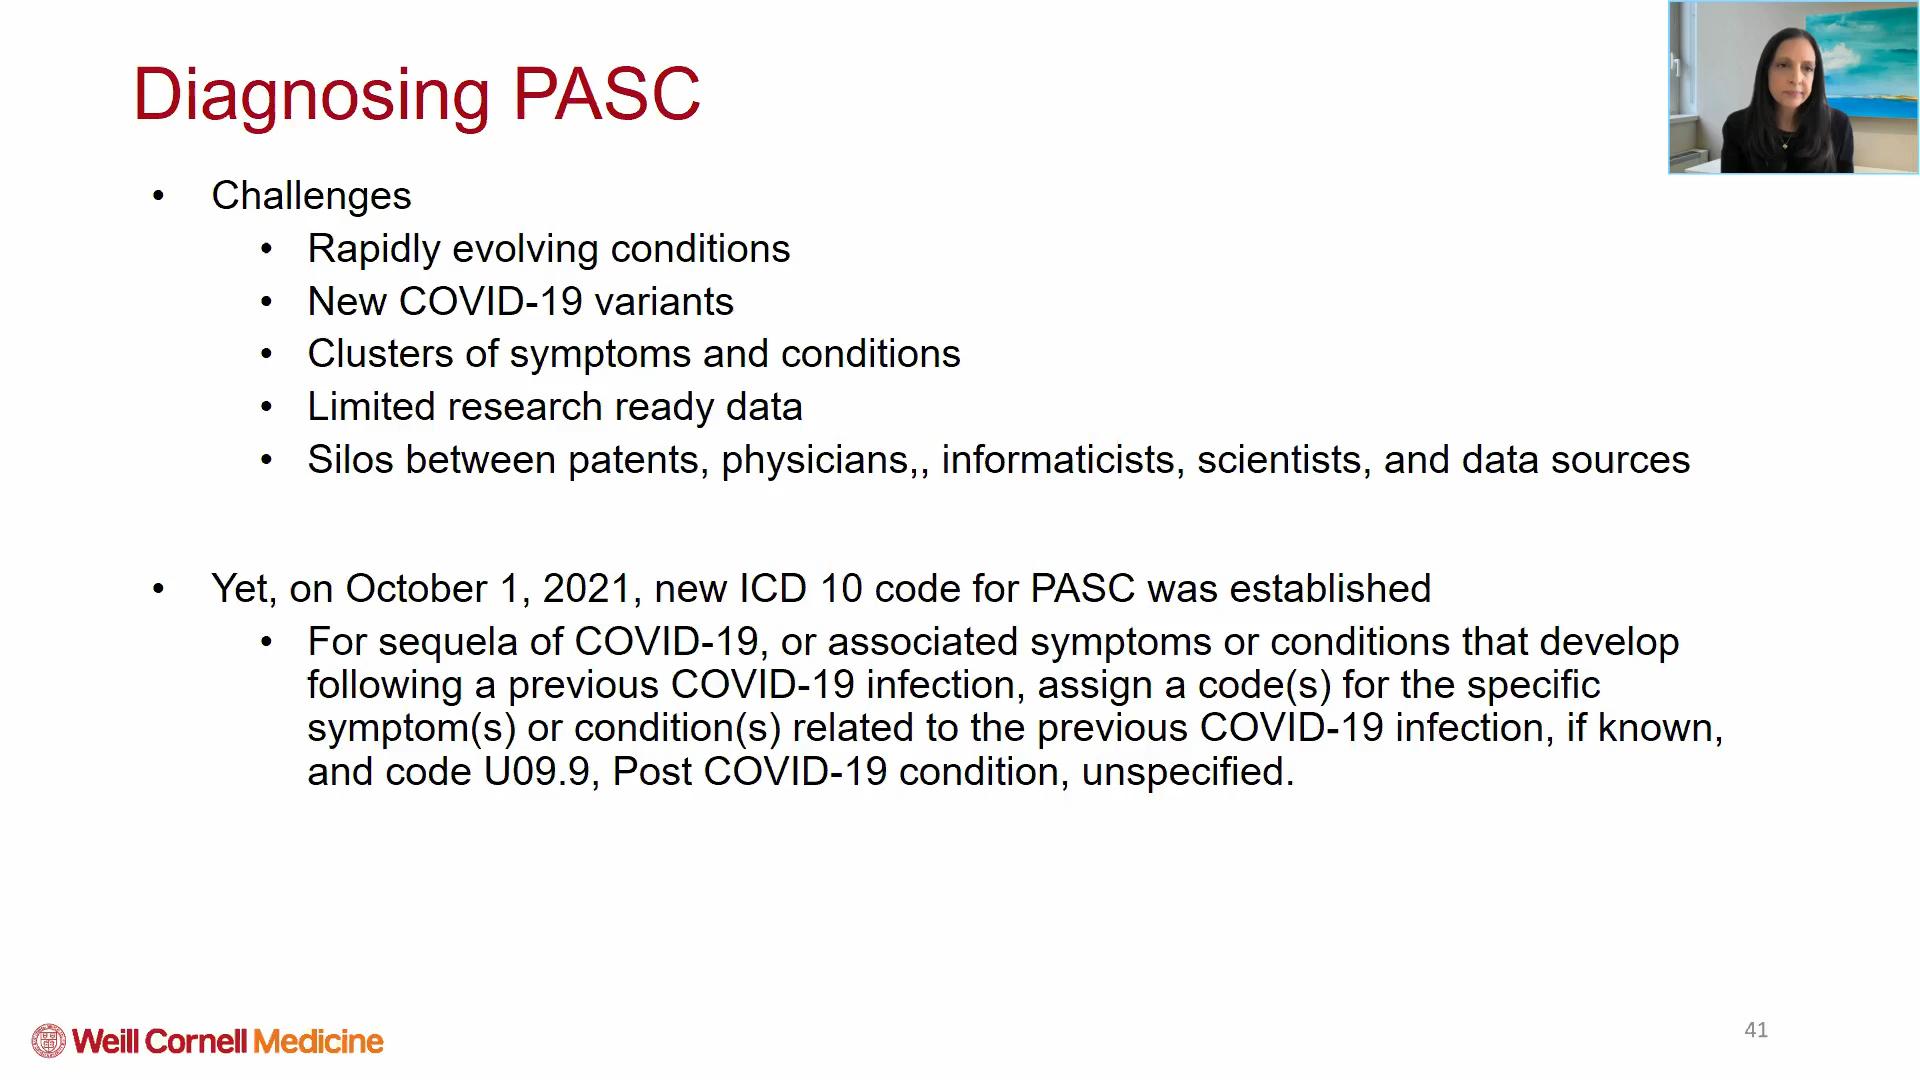 Diagnosing PASC
• Challenges
• Rapidly evolving conditions
• New COVID-19 variants
• Clusters of symptoms and conditions
• Limited research ready data
• Silos between patents, physicians,, informaticists, scientists, and data sources
• Yet, on October 1, 2021, new ICD 10 code for PASC was established
• For sequela of COVID-19, or associated symptoms or conditions that develop
following a previous COVID-19 infection, assign a code(s) for the specific
symptom(s) or condition(s) related to the previous COVID-19 infection, if known,
and code U09.9, Post COVID-19 condition, unspecified.
Weill Cornell Medicine
41